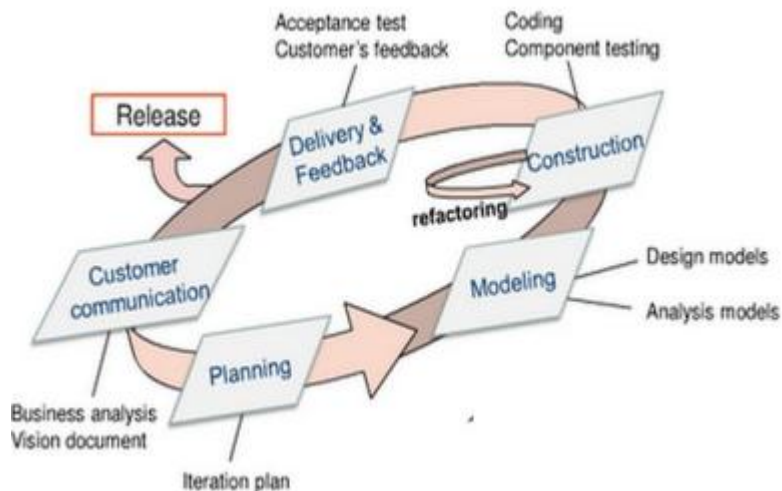 Acceptance test
Customer's feedback
Coding
Component testing
Release
Delivery &
Feedback
Construction
refactoring
Customer
communication
Modeling
Design models
Analysis models
Planning
Business analysis
Vision document
Iteration plan